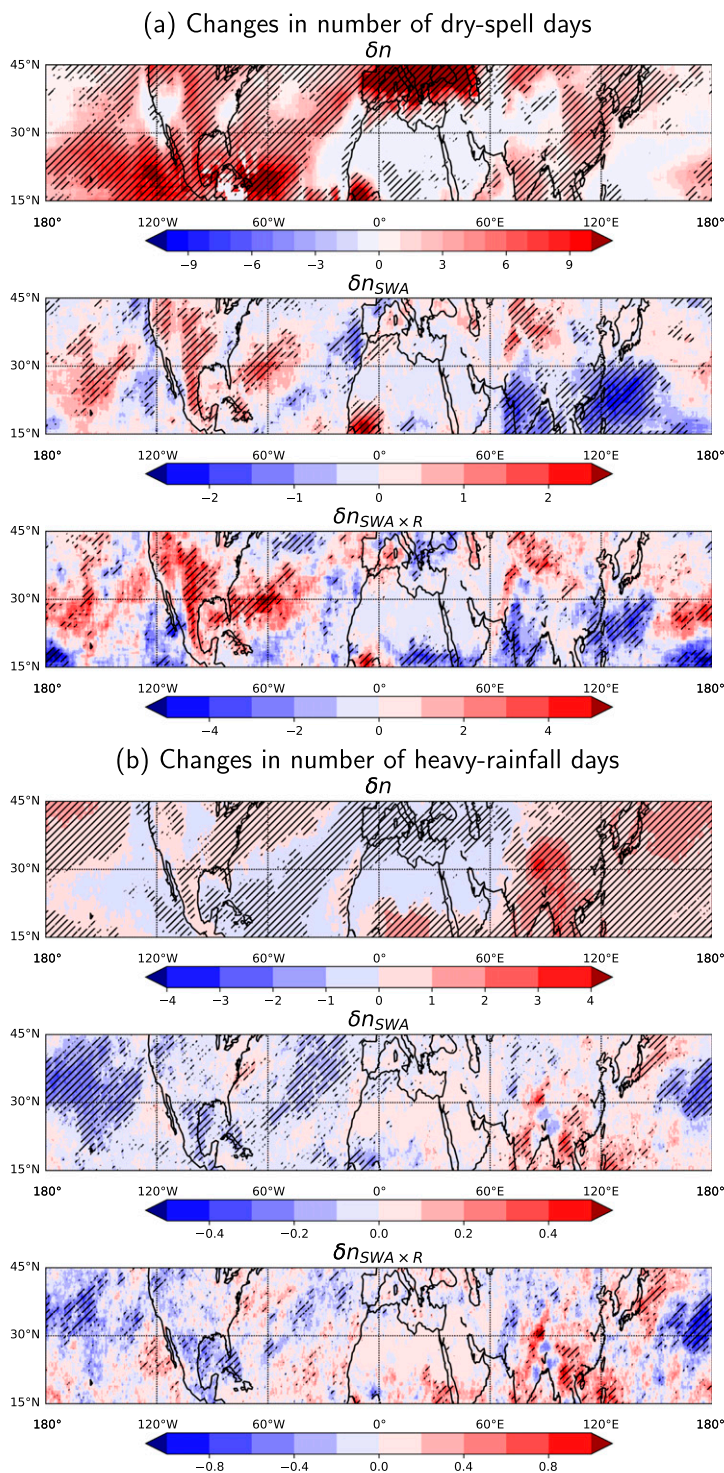 (a) Changes in number of dry-spell days
δn
45°N
30°N
15°N
180° 120°W 60°W 0° 60°E 120°E 180°
−9 −6 −3 0 3 6 9
δn_SWA
45°N
30°N
15°N
180° 120°W 60°W 0° 60°E 120°E 180°
−2 −1 0 1 2
δn_SWA×R
45°N
30°N
15°N
180° 120°W 60°W 0° 60°E 120°E 180°
−4 −2 0 2 4
(b) Changes in number of heavy-rainfall days
δn
45°N
30°N
15°N
180° 120°W 60°W 0° 60°E 120°E 180°
−4 −3 −2 −1 0 1 2 3 4
δn_SWA
45°N
30°N
15°N
180° 120°W 60°W 0° 60°E 120°E 180°
−0.4 −0.2 0.0 0.2 0.4
δn_SWA×R
45°N
30°N
15°N
180° 120°W 60°W 0° 60°E 120°E 180°
−0.8 −0.4 0.0 0.4 0.8